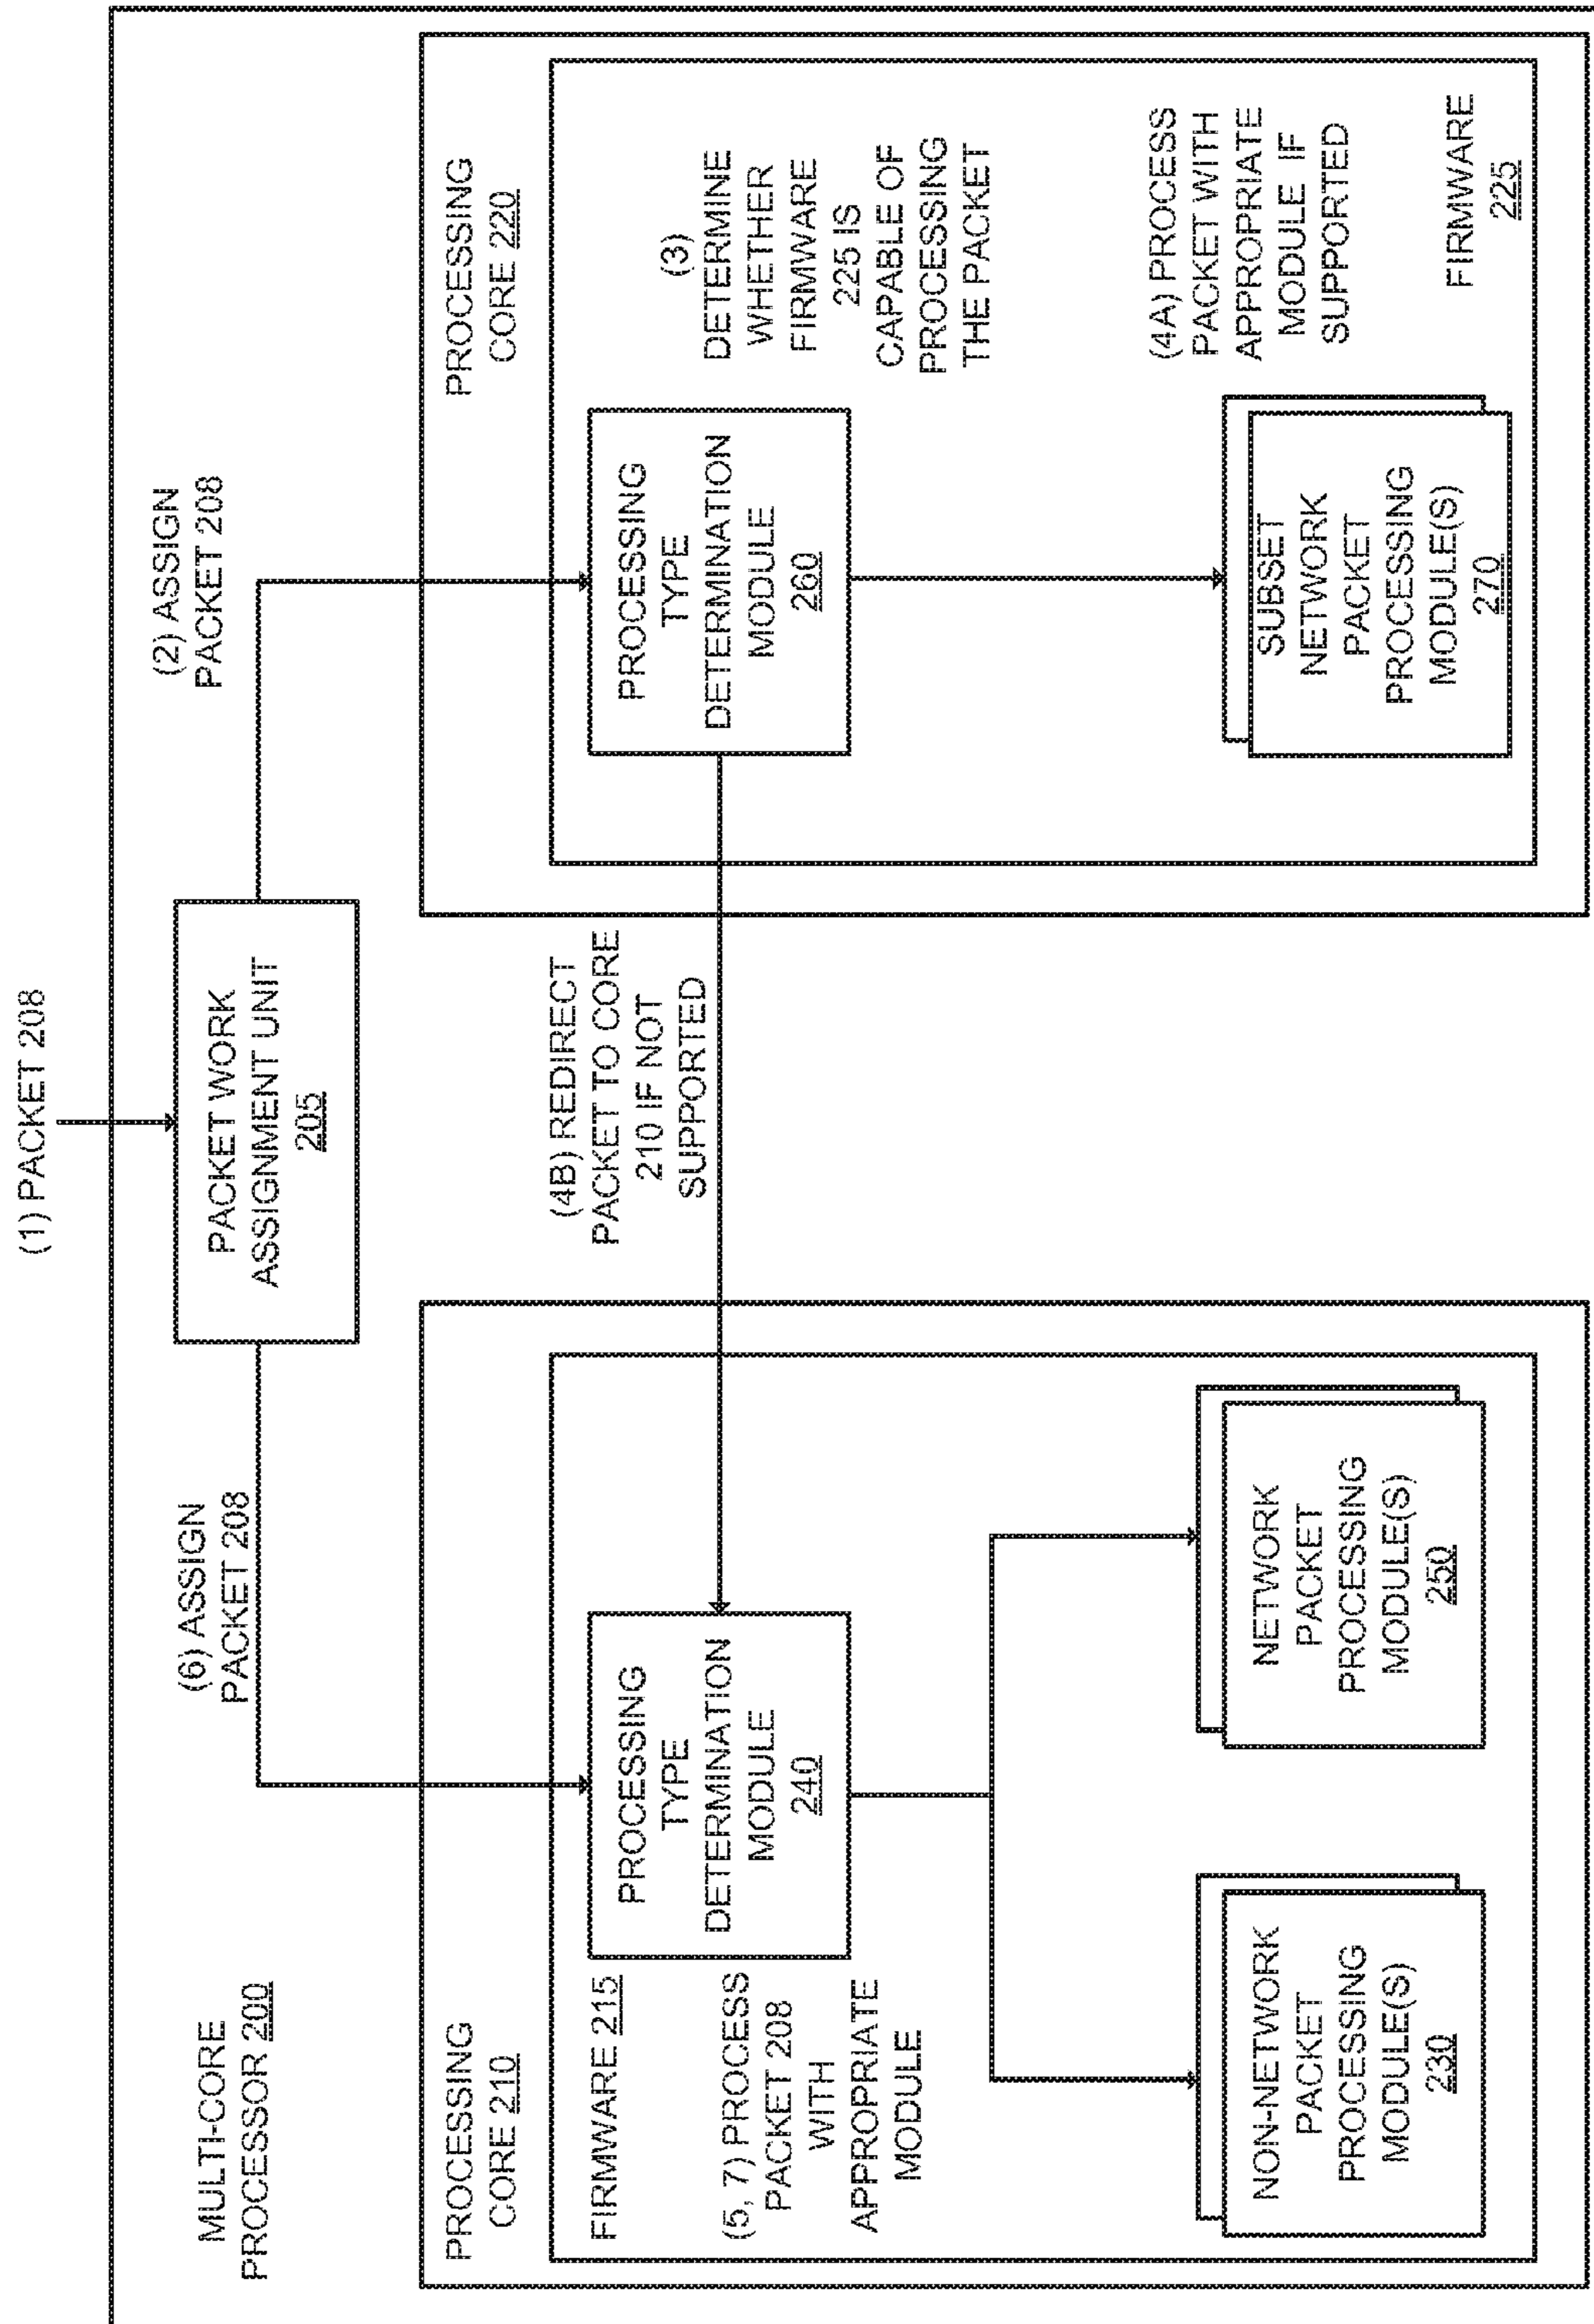 (1) PACKET 208
MULTI-CORE
PROCESSOR 200
PACKET WORK
ASSIGNMENT UNIT
205
(6) ASSIGN
PACKET 208
(2) ASSIGN
PACKET 208
PROCESSING
CORE 210
FIRMWARE 215
(5, 7) PROCESS
PACKET 208
WITH
APPROPRIATE
MODULE
PROCESSING
TYPE
DETERMINATION
MODULE
240
NON-NETWORK
PACKET
PROCESSING
MODULE(S)
230
NETWORK
PACKET
PROCESSING
MODULE(S)
250
(4B) REDIRECT
PACKET TO CORE
210 IF NOT
SUPPORTED
PROCESSING
CORE 220
PROCESSING
TYPE
DETERMINATION
MODULE
260
(3)
DETERMINE
WHETHER
FIRMWARE
225 IS
CAPABLE OF
PROCESSING
THE PACKET
SUBSET
NETWORK
PACKET
PROCESSING
MODULE(S)
270
(4A) PROCESS
PACKET WITH
APPROPRIATE
MODULE IF
SUPPORTED
FIRMWARE
225